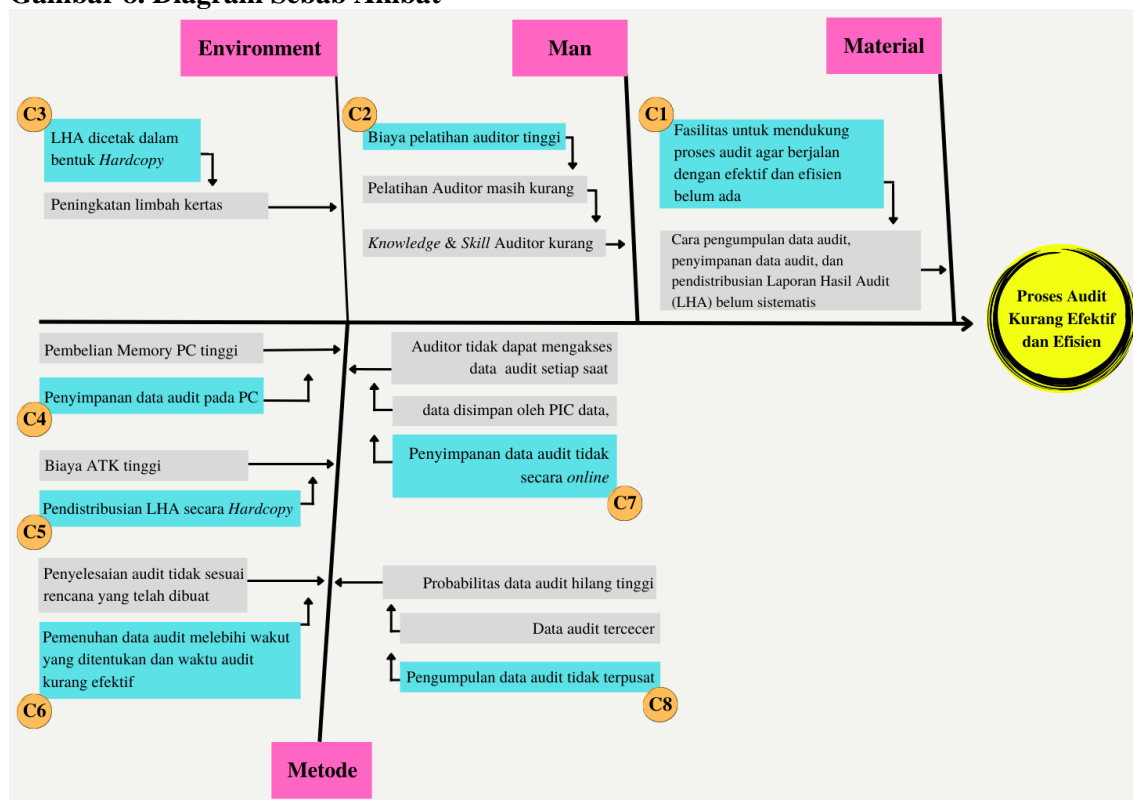 Gambar 8. Diagram Sebab Akibat
Environment
Man
Material
C3
LHA dicetak dalam
bentuk Hardcopy
Peningkatan limbah kertas
C2
Biaya pelatihan auditor tinggi
Pelatihan Auditor masih kurang
Knowledge & Skill Auditor kurang
C1
Fasilitas untuk mendukung
proses audit agar berjalan
dengan efektif dan efisien
belum ada
Cara pengumpulan data audit,
penyimpanan data audit, dan
pendistribusian Laporan Hasil Audit
(LHA) belum sistematis
Proses Audit
Kurang Efektif
dan Efisien
Pembelian Memory PC tinggi
Penyimpanan data audit pada PC
C4
Biaya ATK tinggi
Pendistribusian LHA secara Hardcopy
C5
Penyelesaian audit tidak sesuai
rencana yang telah dibuat
Pemenuhan data audit melebihi wakut
yang ditentukan dan waktu audit
kurang efektif
C6
Auditor tidak dapat mengakses
data audit setiap saat
data disimpan oleh PIC data,
Penyimpanan data audit tidak
secara online
C7
Probabilitas data audit hilang tinggi
Data audit tercecer
Pengumpulan data audit tidak terpusat
C8
Metode